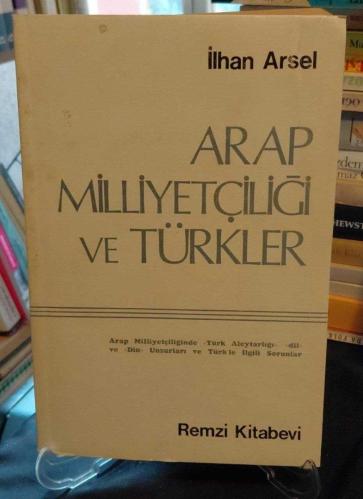 İlhan Arsel
ARAP
MİLLİYETÇİLİĞİ
VE TÜRKLER
Arap Milliyetçiliğinde -Türk Aleytarlığı- -dil-
ve -Din- Unsurları ve Türk'le İlgili Sorunlar
Remzi Kitabevi